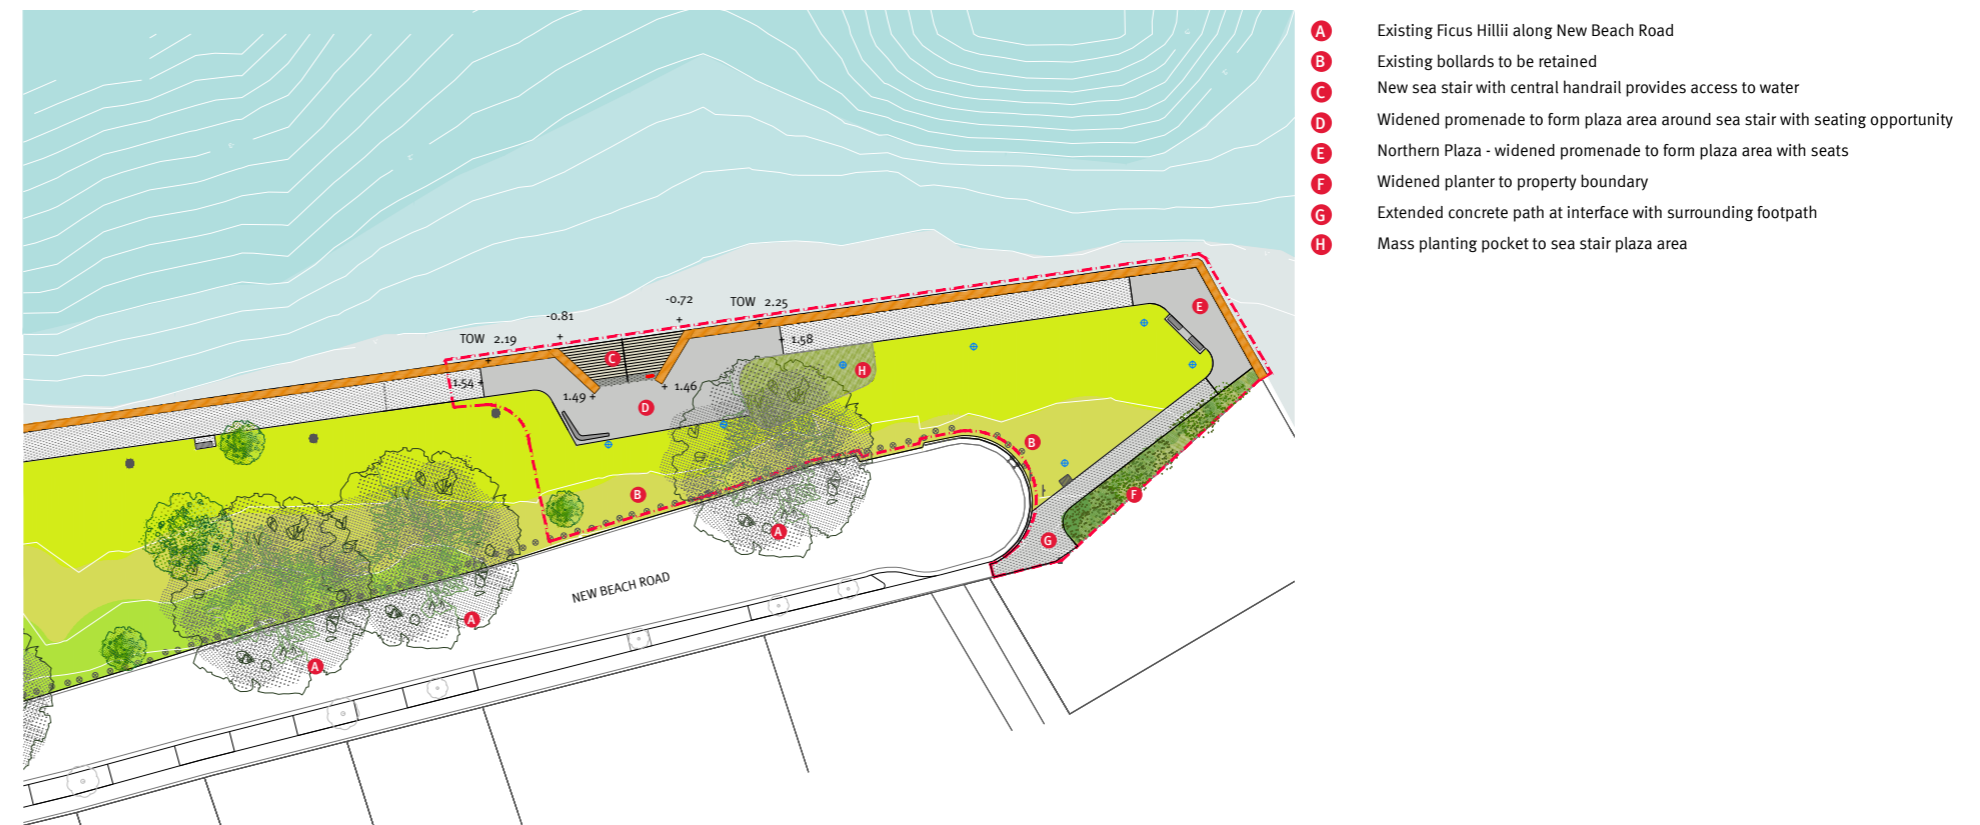 A Existing Ficus Hillii along New Beach Road
B Existing bollards to be retained
C New sea stair with central handrail provides access to water
D Widened promenade to form plaza area around sea stair with seating opportunity
E Northern Plaza - widened promenade to form plaza area with seats
F Widened planter to property boundary
G Extended concrete path at interface with surrounding footpath
H Mass planting pocket to sea stair plaza area
-0.72
TOW 2.25
-0.81
TOW 2.19
1.58
1.54
1.49
1.46
C
E
H
D
B
B
F
A
G
A
A
NEW BEACH ROAD